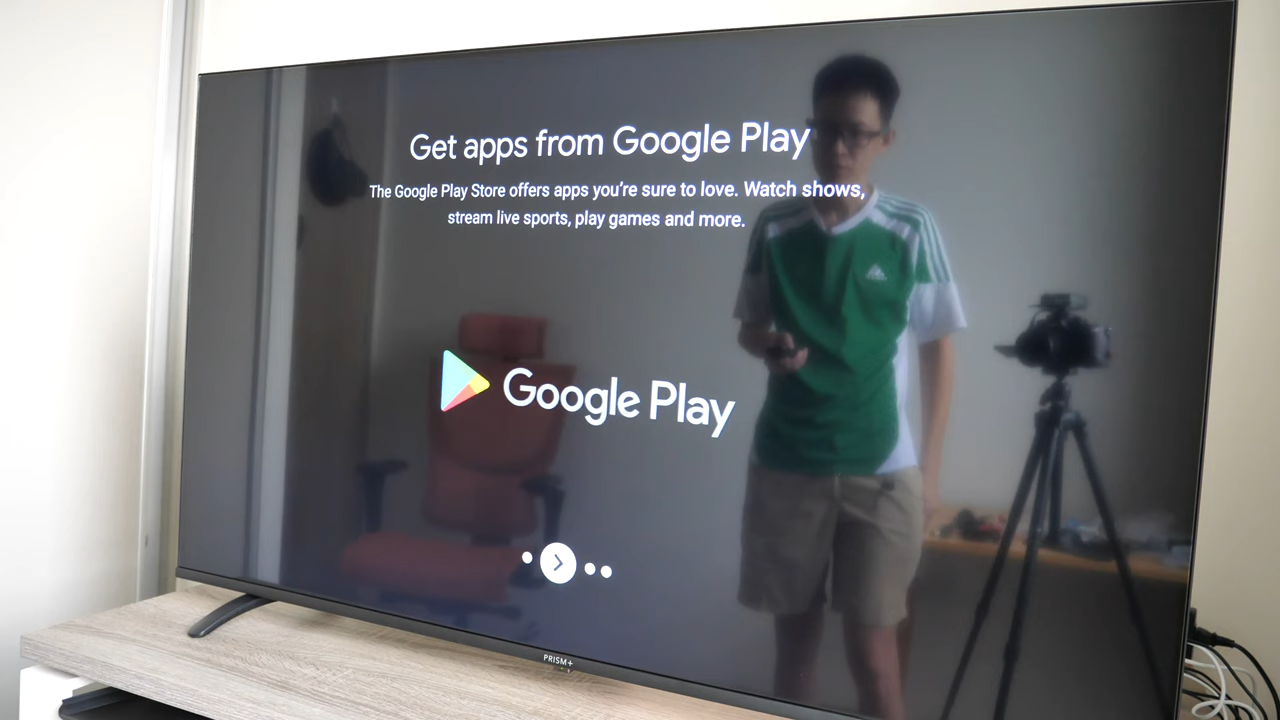 Get apps from Google Play
The Google Play Store offers apps you’re sure to love. Watch shows,
stream live sports, play games and more.
Google Play
PRISM+